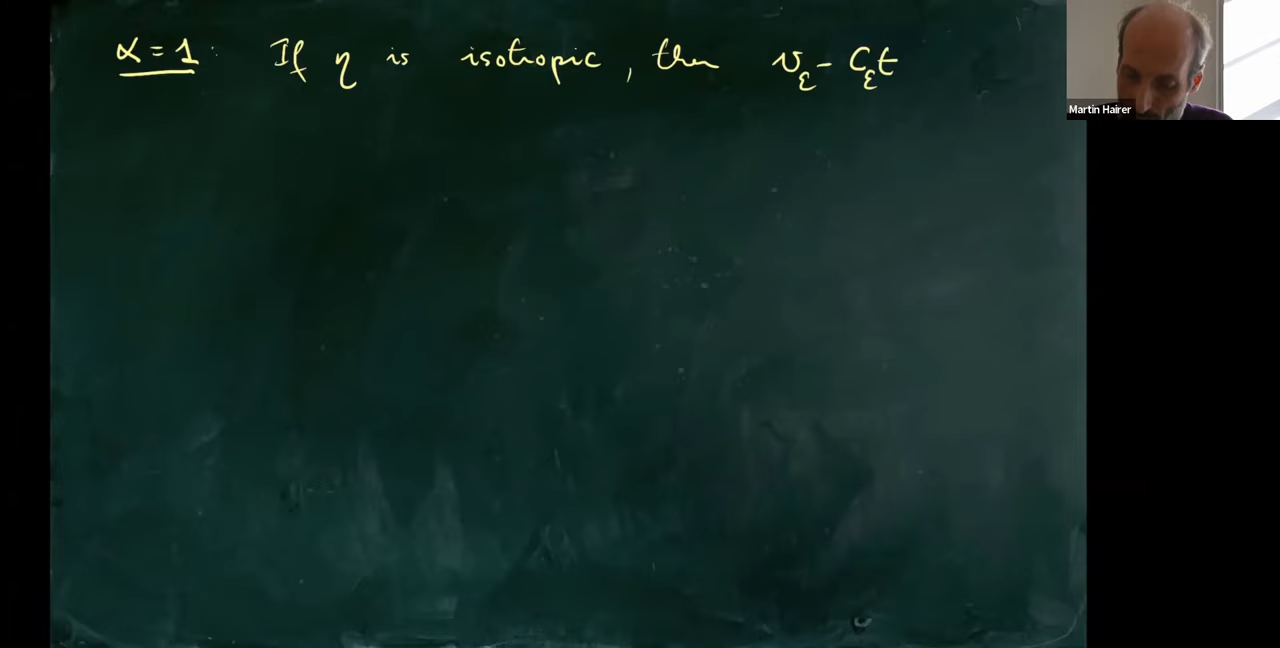 α = 1 : If η is isotropic, then v_ε - C_ε t
Martin Hairer